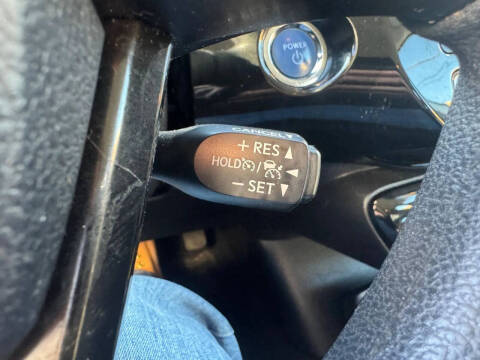 POWER
CANCEL
+ RES ▲
HOLD / ◀
− SET ▼